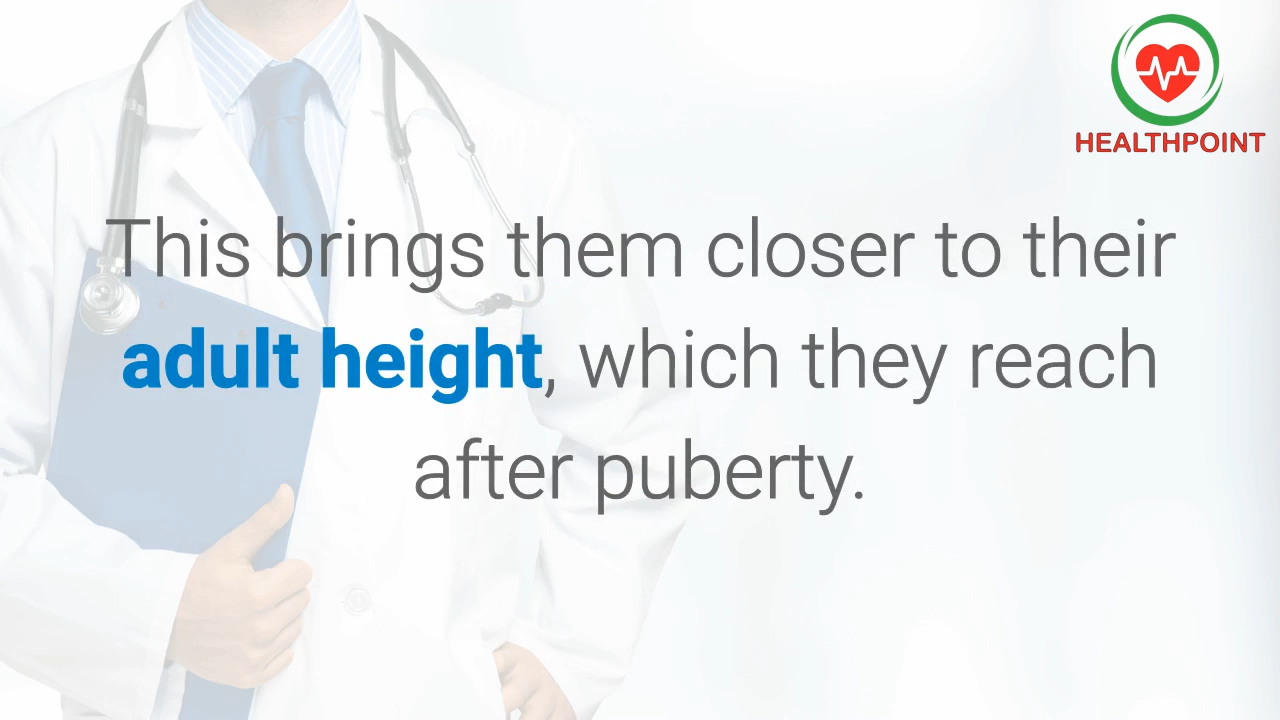 HEALTHPOINT
This brings them closer to their
adult height, which they reach
after puberty.